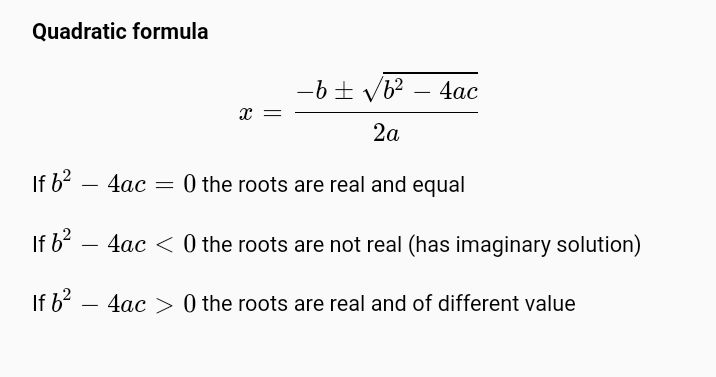 Quadratic formula
x = \frac{-b ± \sqrt{b² − 4ac}}{2a}
If b² − 4ac = 0 the roots are real and equal
If b² − 4ac < 0 the roots are not real (has imaginary solution)
If b² − 4ac > 0 the roots are real and of different value